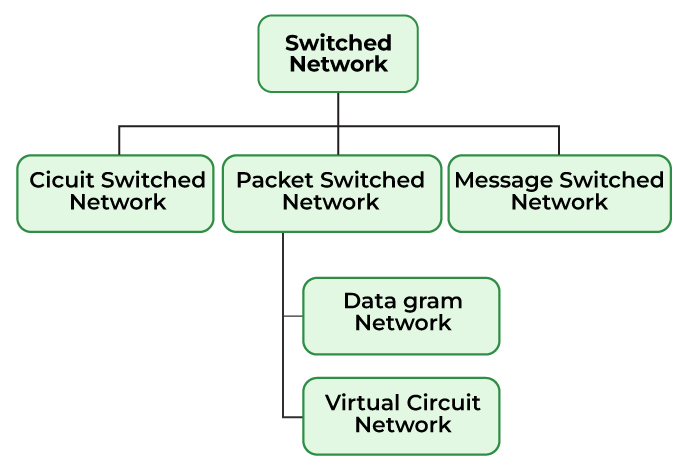 Switched
Network
Cicuit Switched
Network
Packet Switched
Network
Message Switched
Network
Data gram
Network
Virtual Circuit
Network